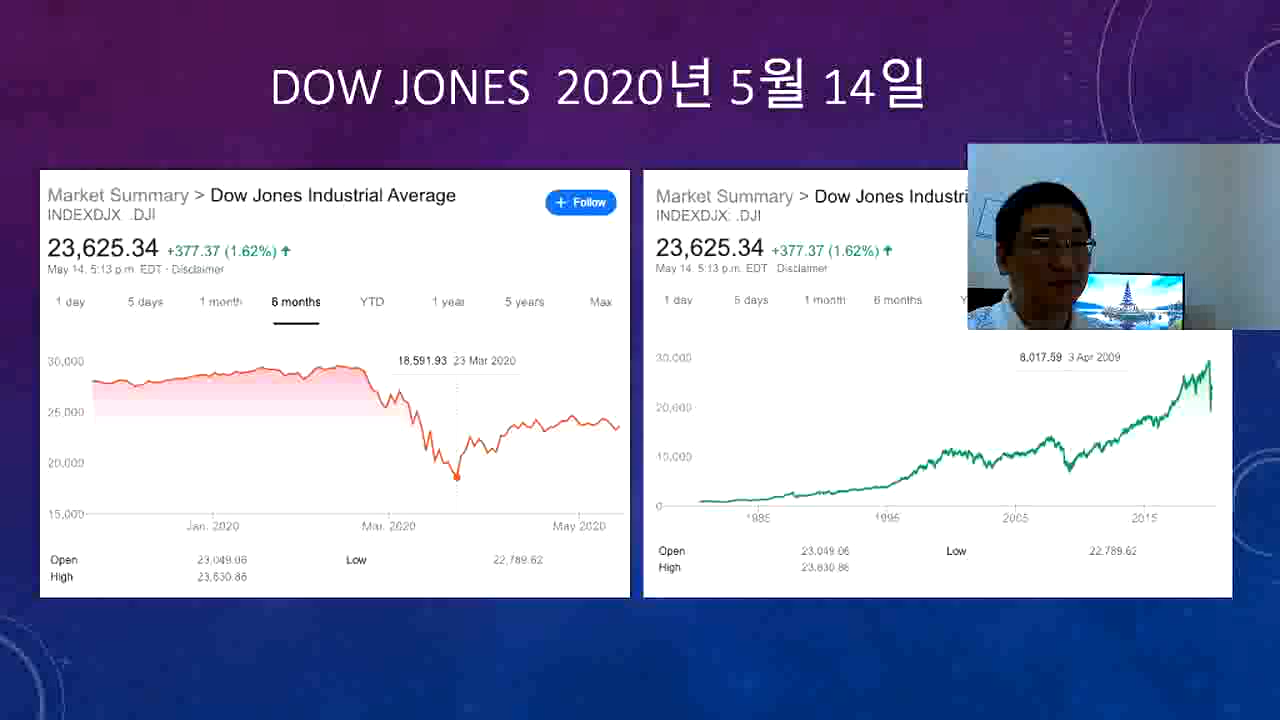 DOW JONES 2020년 5월 14일
Market Summary > Dow Jones Industrial Average
INDEXDJX: .DJI
+ Follow
23,625.34 +377.37 (1.62%) ↑
May 14, 5:13 p.m. EDT · Disclaimer
1 day 5 days 1 month 6 months YTD 1 year 5 years Max
18,591.93 23 Mar 2020
30,000
25,000
20,000
15,000
Jan. 2020 Mar. 2020 May 2020
Open 23,049.06 Low 22,789.62
High 23,630.86
Market Summary > Dow Jones Industri
INDEXDJX: .DJI
23,625.34 +377.37 (1.62%) ↑
May 14, 5:13 p.m. EDT · Disclaimer
1 day 5 days 1 month 6 months Y
8,017.59 3 Apr 2009
30,000
20,000
10,000
0
1985 1995 2005 2015
Open 23,049.06 Low 22,789.62
High 23,630.86